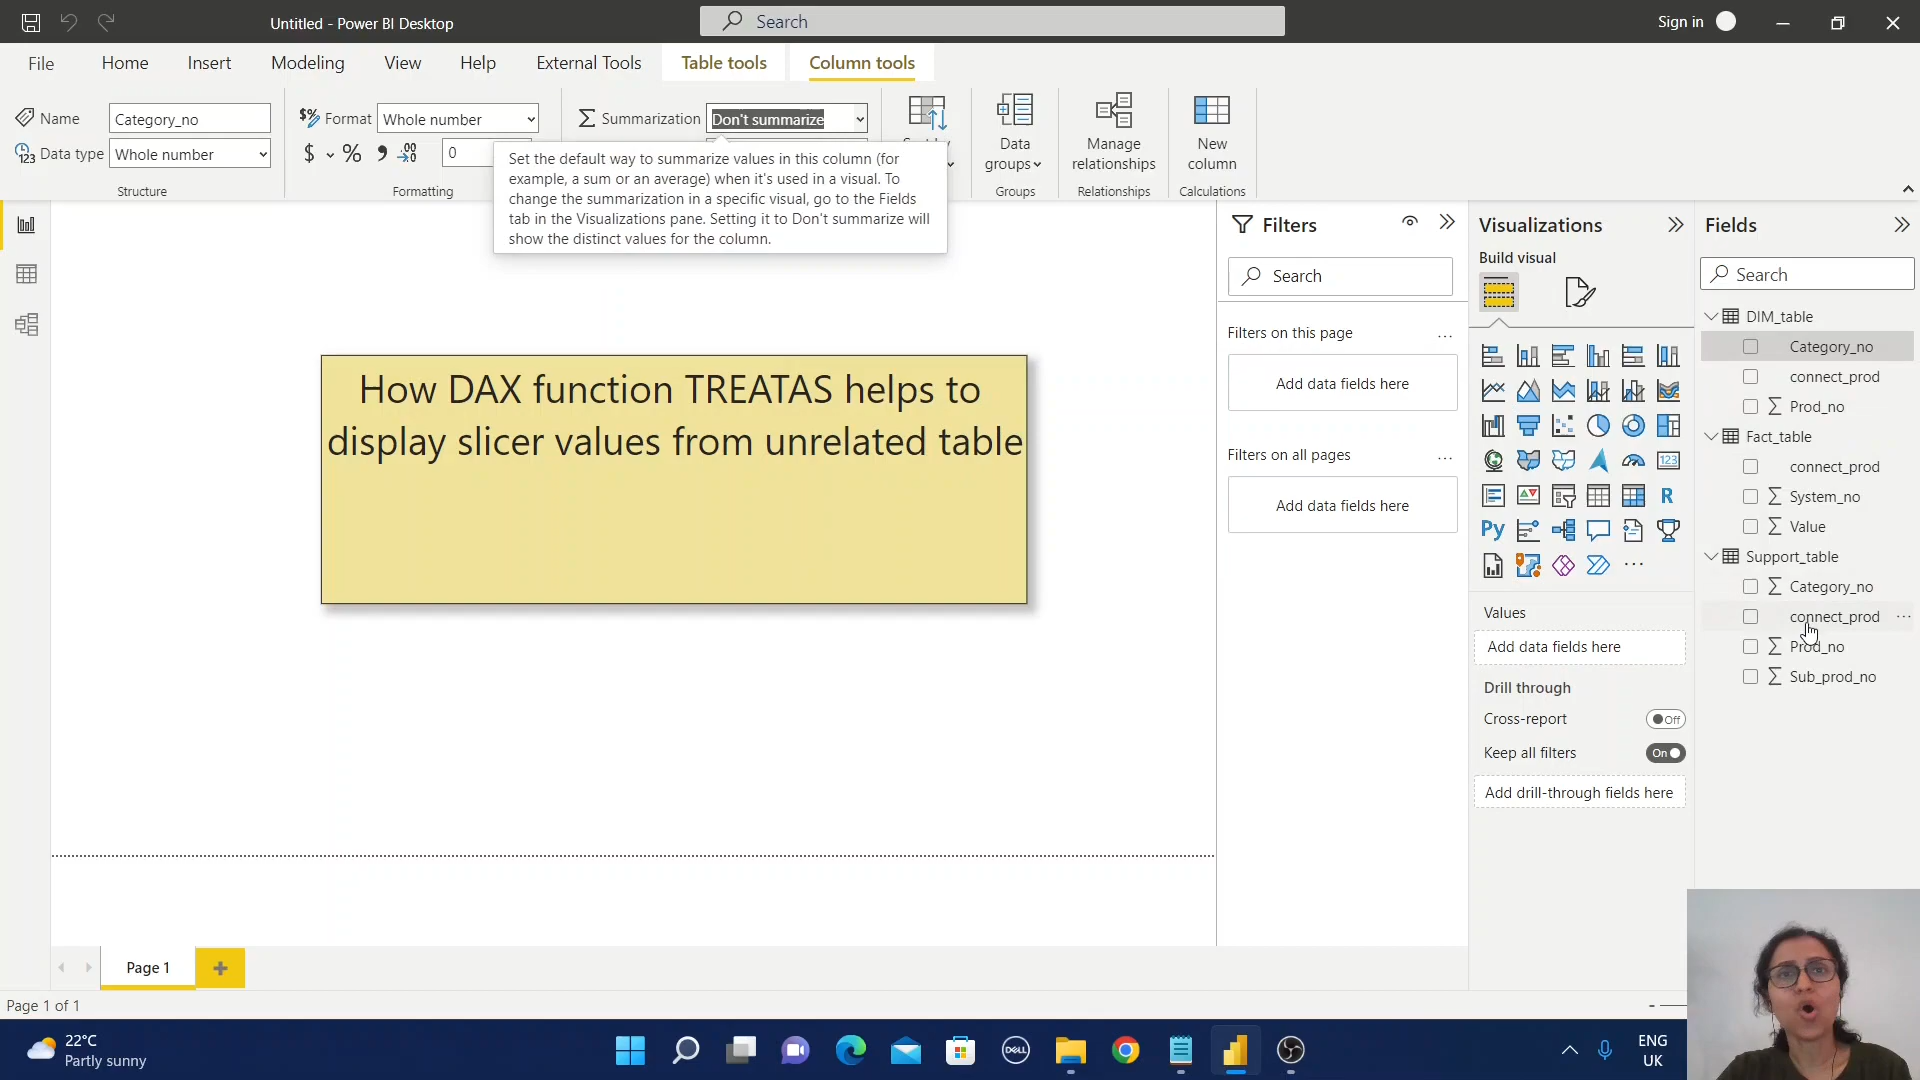 Untitled - Power BI Desktop
Search
Sign in
File
Home
Insert
Modeling
View
Help
External Tools
Table tools
Column tools
Name
Category_no
Format
Whole number
Summarization
Don't summarize
Data type
Whole number
$
%
0
Data groups
Manage relationships
New column
Structure
Formatting
Groups
Relationships
Calculations
Set the default way to summarize values in this column (for
example, a sum or an average) when it's used in a visual. To
change the summarization in a specific visual, go to the Fields
tab in the Visualizations pane. Setting it to Don't summarize will
show the distinct values for the column.
How DAX function TREATAS helps to
display slicer values from unrelated table
Filters
Search
Filters on this page
Add data fields here
Filters on all pages
Add data fields here
Visualizations
Build visual
123
R
Py
Values
Add data fields here
Drill through
Cross-report
Off
Keep all filters
On
Add drill-through fields here
Fields
Search
DIM_table
Category_no
connect_prod
Prod_no
Fact_table
connect_prod
System_no
Value
Support_table
Category_no
connect_prod
Prod_no
Sub_prod_no
Page 1
Page 1 of 1
22°C
Partly sunny
DELL
ENG
UK